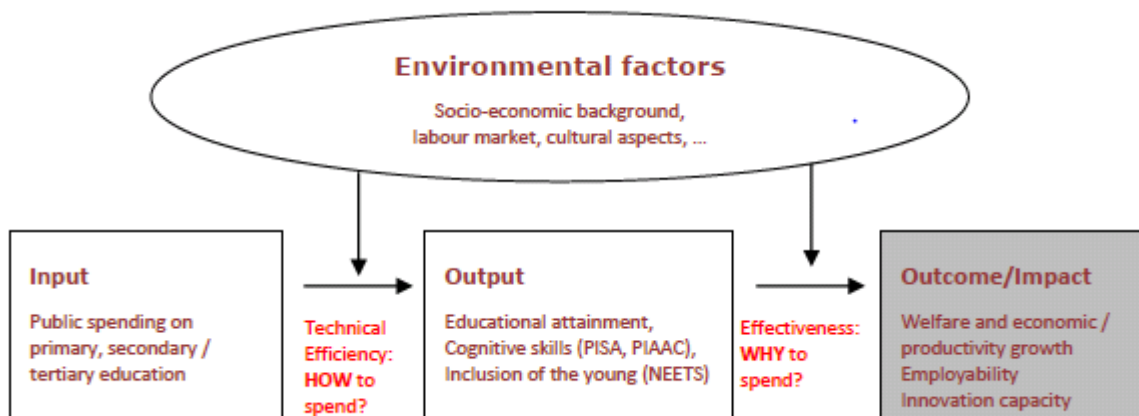 Environmental factors
Socio-economic background,
labour market, cultural aspects, ...
Input
Public spending on
primary, secondary /
tertiary education
Technical
Efficiency:
HOW to
spend?
Output
Educational attainment,
Cognitive skills (PISA, PIAAC),
Inclusion of the young (NEETS)
Effectiveness:
WHY to
spend?
Outcome/Impact
Welfare and economic /
productivity growth
Employability
Innovation capacity